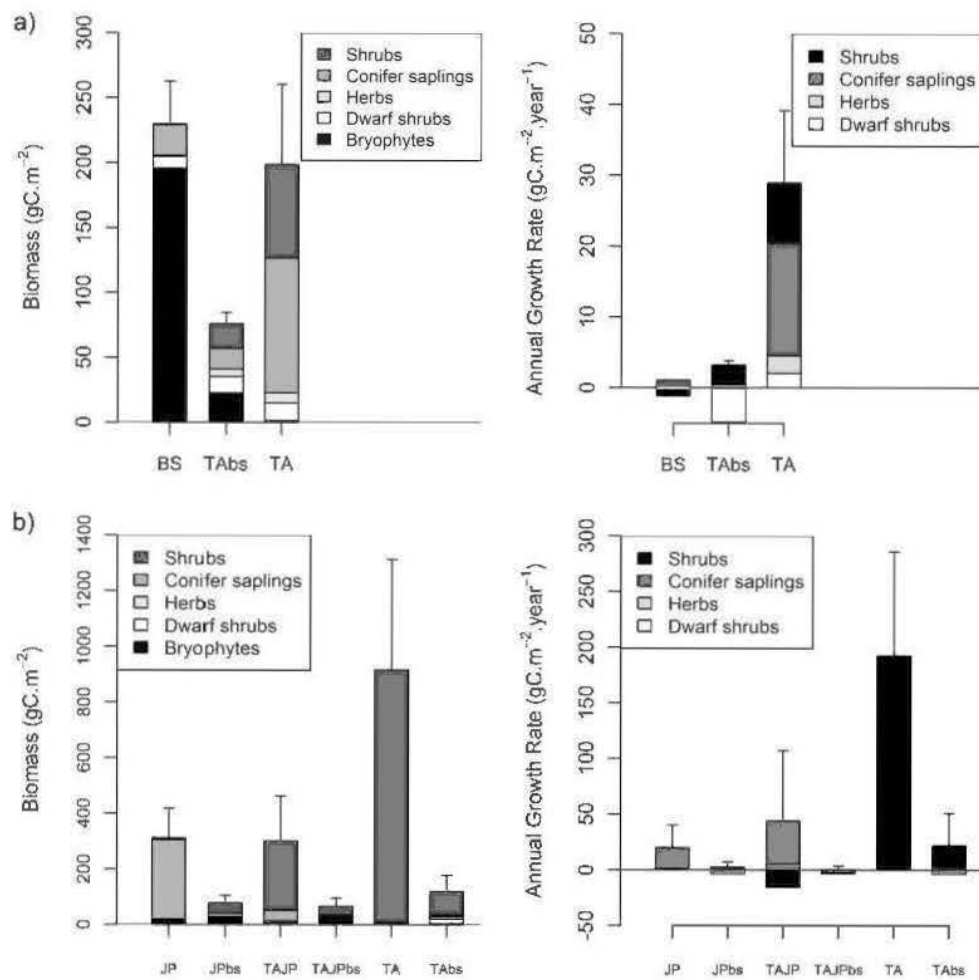 a)
Biomass (gC.m⁻²)
300
250
200
150
100
50
0
Shrubs
Conifer saplings
Herbs
Dwarf shrubs
Bryophytes
BS TAbs TA
Annual Growth Rate (gC.m⁻².year⁻¹)
50
40
30
20
10
0
Shrubs
Conifer saplings
Herbs
Dwarf shrubs
BS TAbs TA
b)
Biomass (gC.m⁻²)
1400
1200
1000
800
600
400
200
0
Shrubs
Conifer saplings
Herbs
Dwarf shrubs
Bryophytes
JP JPbs TAJP TAJPbs TA TAbs
Annual Growth Rate (gC.m⁻².year⁻¹)
300
250
200
150
100
50
0
-50
Shrubs
Conifer saplings
Herbs
Dwarf shrubs
JP JPbs TAJP TAJPbs TA TAbs